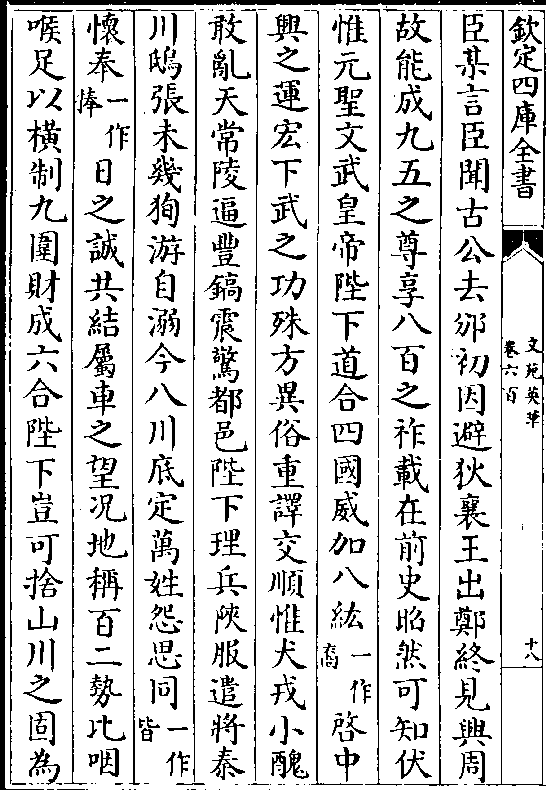 欽定四庫全書
文苑英華
卷六百
十八
臣某言臣聞古公去邠初因避狄襄王出鄭終見興周
故能成九五之尊享八百之祚載在前史昭然可知伏
惟元聖文武皇帝陛下道合四國威加八紘一作裔啓中
興之運宏下武之功殊方異俗重譯交順惟犬戎小醜
敢亂天常陵逼豐鎬震驚都邑陛下理兵陜服遣將秦
川鴟張未幾狥游自溺今八川底定萬姓怨思同一作皆
懷奉一作捧日之誠共結屬車之望况地稱百二勢比咽
喉足以橫制九圍財成六合陛下豈可捨山川之固為